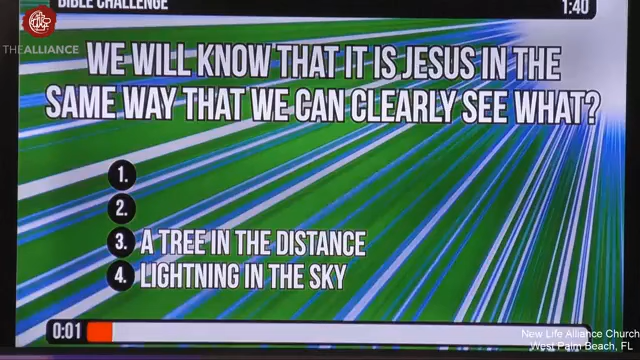 BIBLE CHALLENGE
1:40
THE ALLIANCE
WE WILL KNOW THAT IT IS JESUS IN THE
SAME WAY THAT WE CAN CLEARLY SEE WHAT?
1.
2.
3. A TREE IN THE DISTANCE
4. LIGHTNING IN THE SKY
0:01
New Life Alliance Church
West Palm Beach, FL